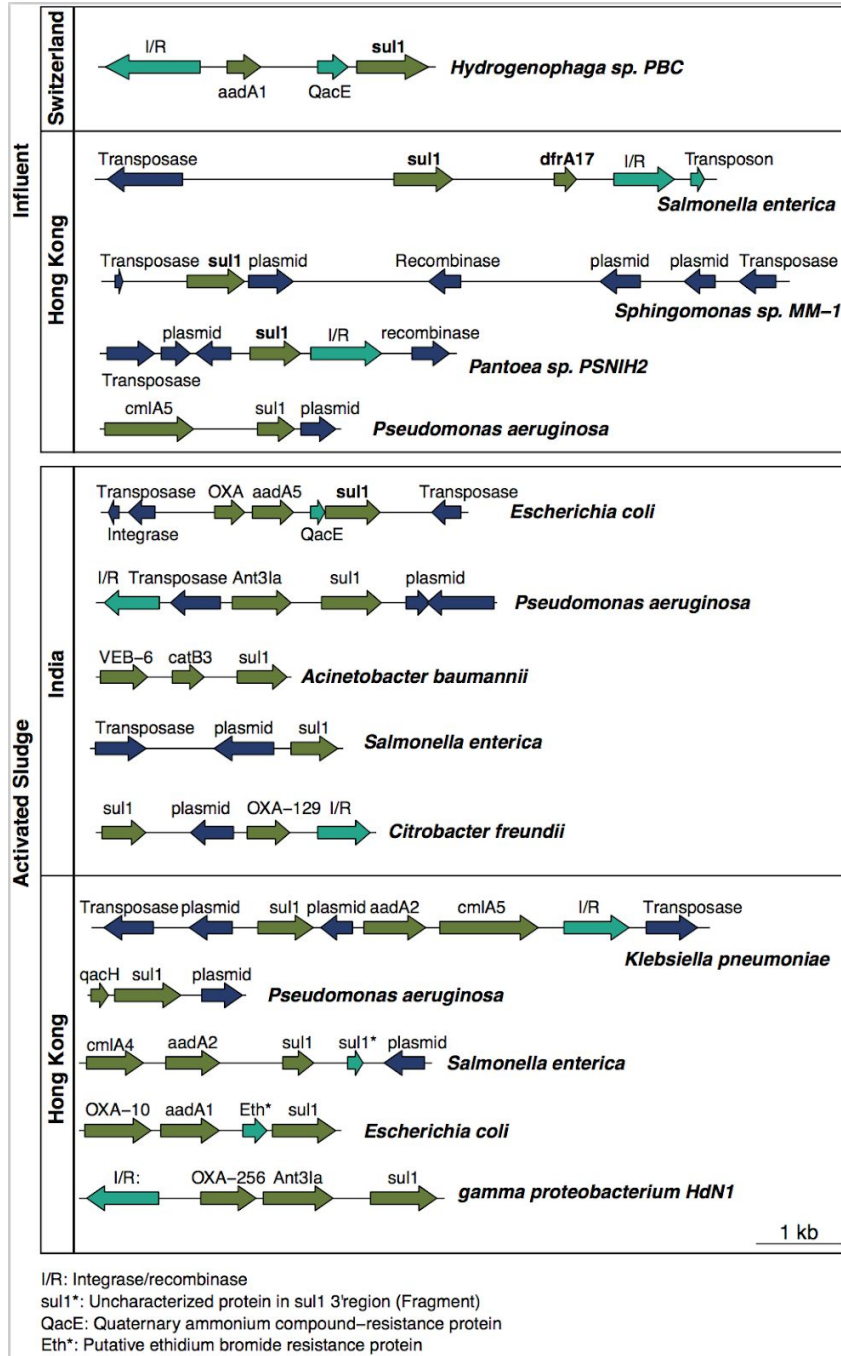 Influent
Switzerland
I/R
sul1
aadA1
QacE
Hydrogenophaga sp. PBC
Hong Kong
Transposase
sul1
dfrA17
I/R
Transposon
Salmonella enterica
Transposase
sul1
plasmid
Recombinase
plasmid
plasmid
Transposase
Sphingomonas sp. MM-1
plasmid
sul1
I/R
recombinase
Transposase
Pantoea sp. PSNIH2
cmlA5
sul1
plasmid
Pseudomonas aeruginosa
Activated Sludge
India
Transposase
OXA
aadA5
sul1
Transposase
Integrase
QacE
Escherichia coli
I/R
Transposase
Ant3Ia
sul1
plasmid
Pseudomonas aeruginosa
VEB-6
catB3
sul1
Acinetobacter baumannii
Transposase
plasmid
sul1
Salmonella enterica
sul1
plasmid
OXA-129
I/R
Citrobacter freundii
Hong Kong
Transposase
plasmid
sul1
plasmid
aadA2
cmlA5
I/R
Transposase
Klebsiella pneumoniae
qacH
sul1
plasmid
Pseudomonas aeruginosa
cmlA4
aadA2
sul1
sul1*
plasmid
Salmonella enterica
OXA-10
aadA1
Eth*
sul1
Escherichia coli
I/R:
OXA-256
Ant3Ia
sul1
gamma proteobacterium HdN1
1 kb
I/R: Integrase/recombinase
sul1*: Uncharacterized protein in sul1 3'region (Fragment)
QacE: Quaternary ammonium compound-resistance protein
Eth*: Putative ethidium bromide resistance protein